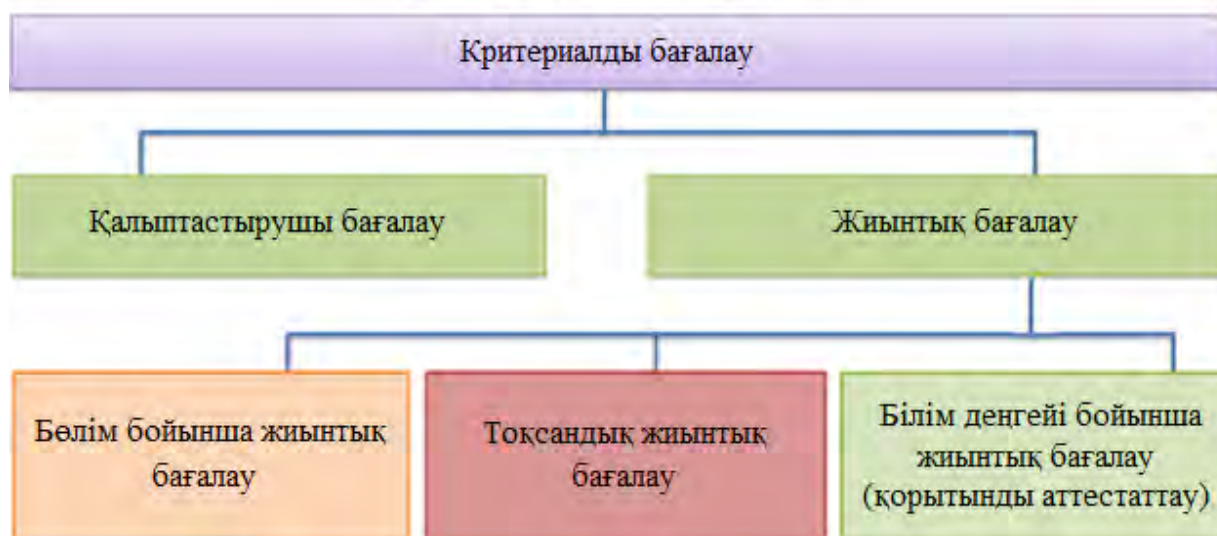 Критериалды бағалау
Қалыптастырушы бағалау
Жиынтық бағалау
Бөлім бойынша жиынтық
бағалау
Тоқсандық жиынтық
бағалау
Білім деңгейі бойынша
жиынтық бағалау
(қорытынды аттестаттау)